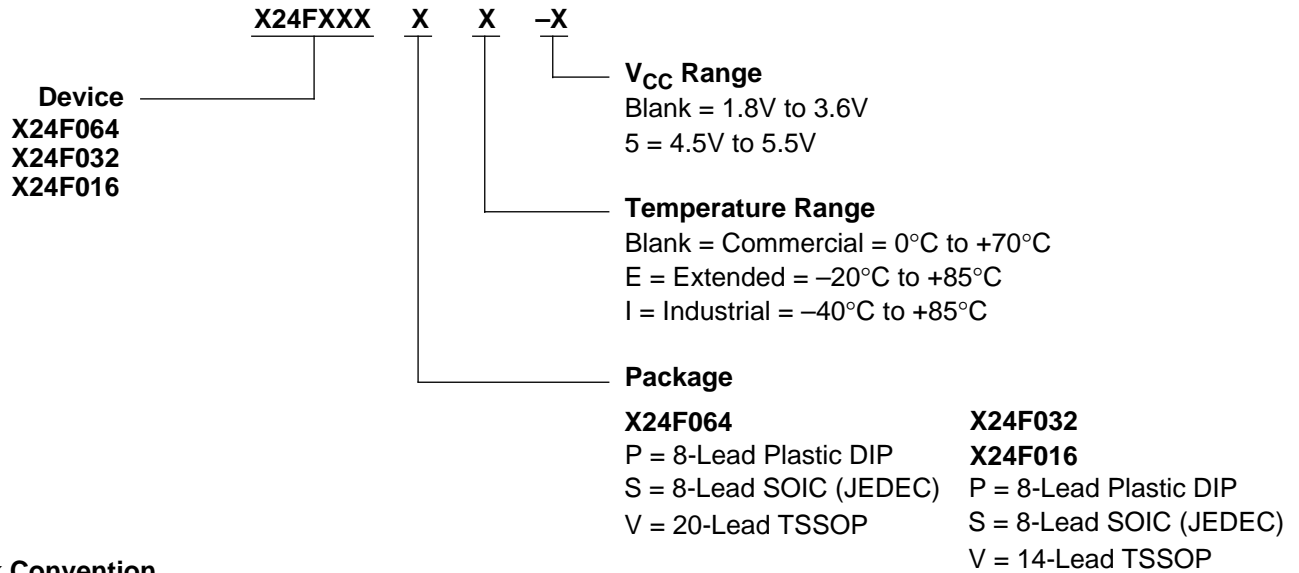 X24FXXX X X –X
Device
X24F064
X24F032
X24F016
VCC Range
Blank = 1.8V to 3.6V
5 = 4.5V to 5.5V
Temperature Range
Blank = Commercial = 0°C to +70°C
E = Extended = –20°C to +85°C
I = Industrial = –40°C to +85°C
Package
X24F064
P = 8-Lead Plastic DIP
S = 8-Lead SOIC (JEDEC)
V = 20-Lead TSSOP
X24F032
X24F016
P = 8-Lead Plastic DIP
S = 8-Lead SOIC (JEDEC)
V = 14-Lead TSSOP
Convention